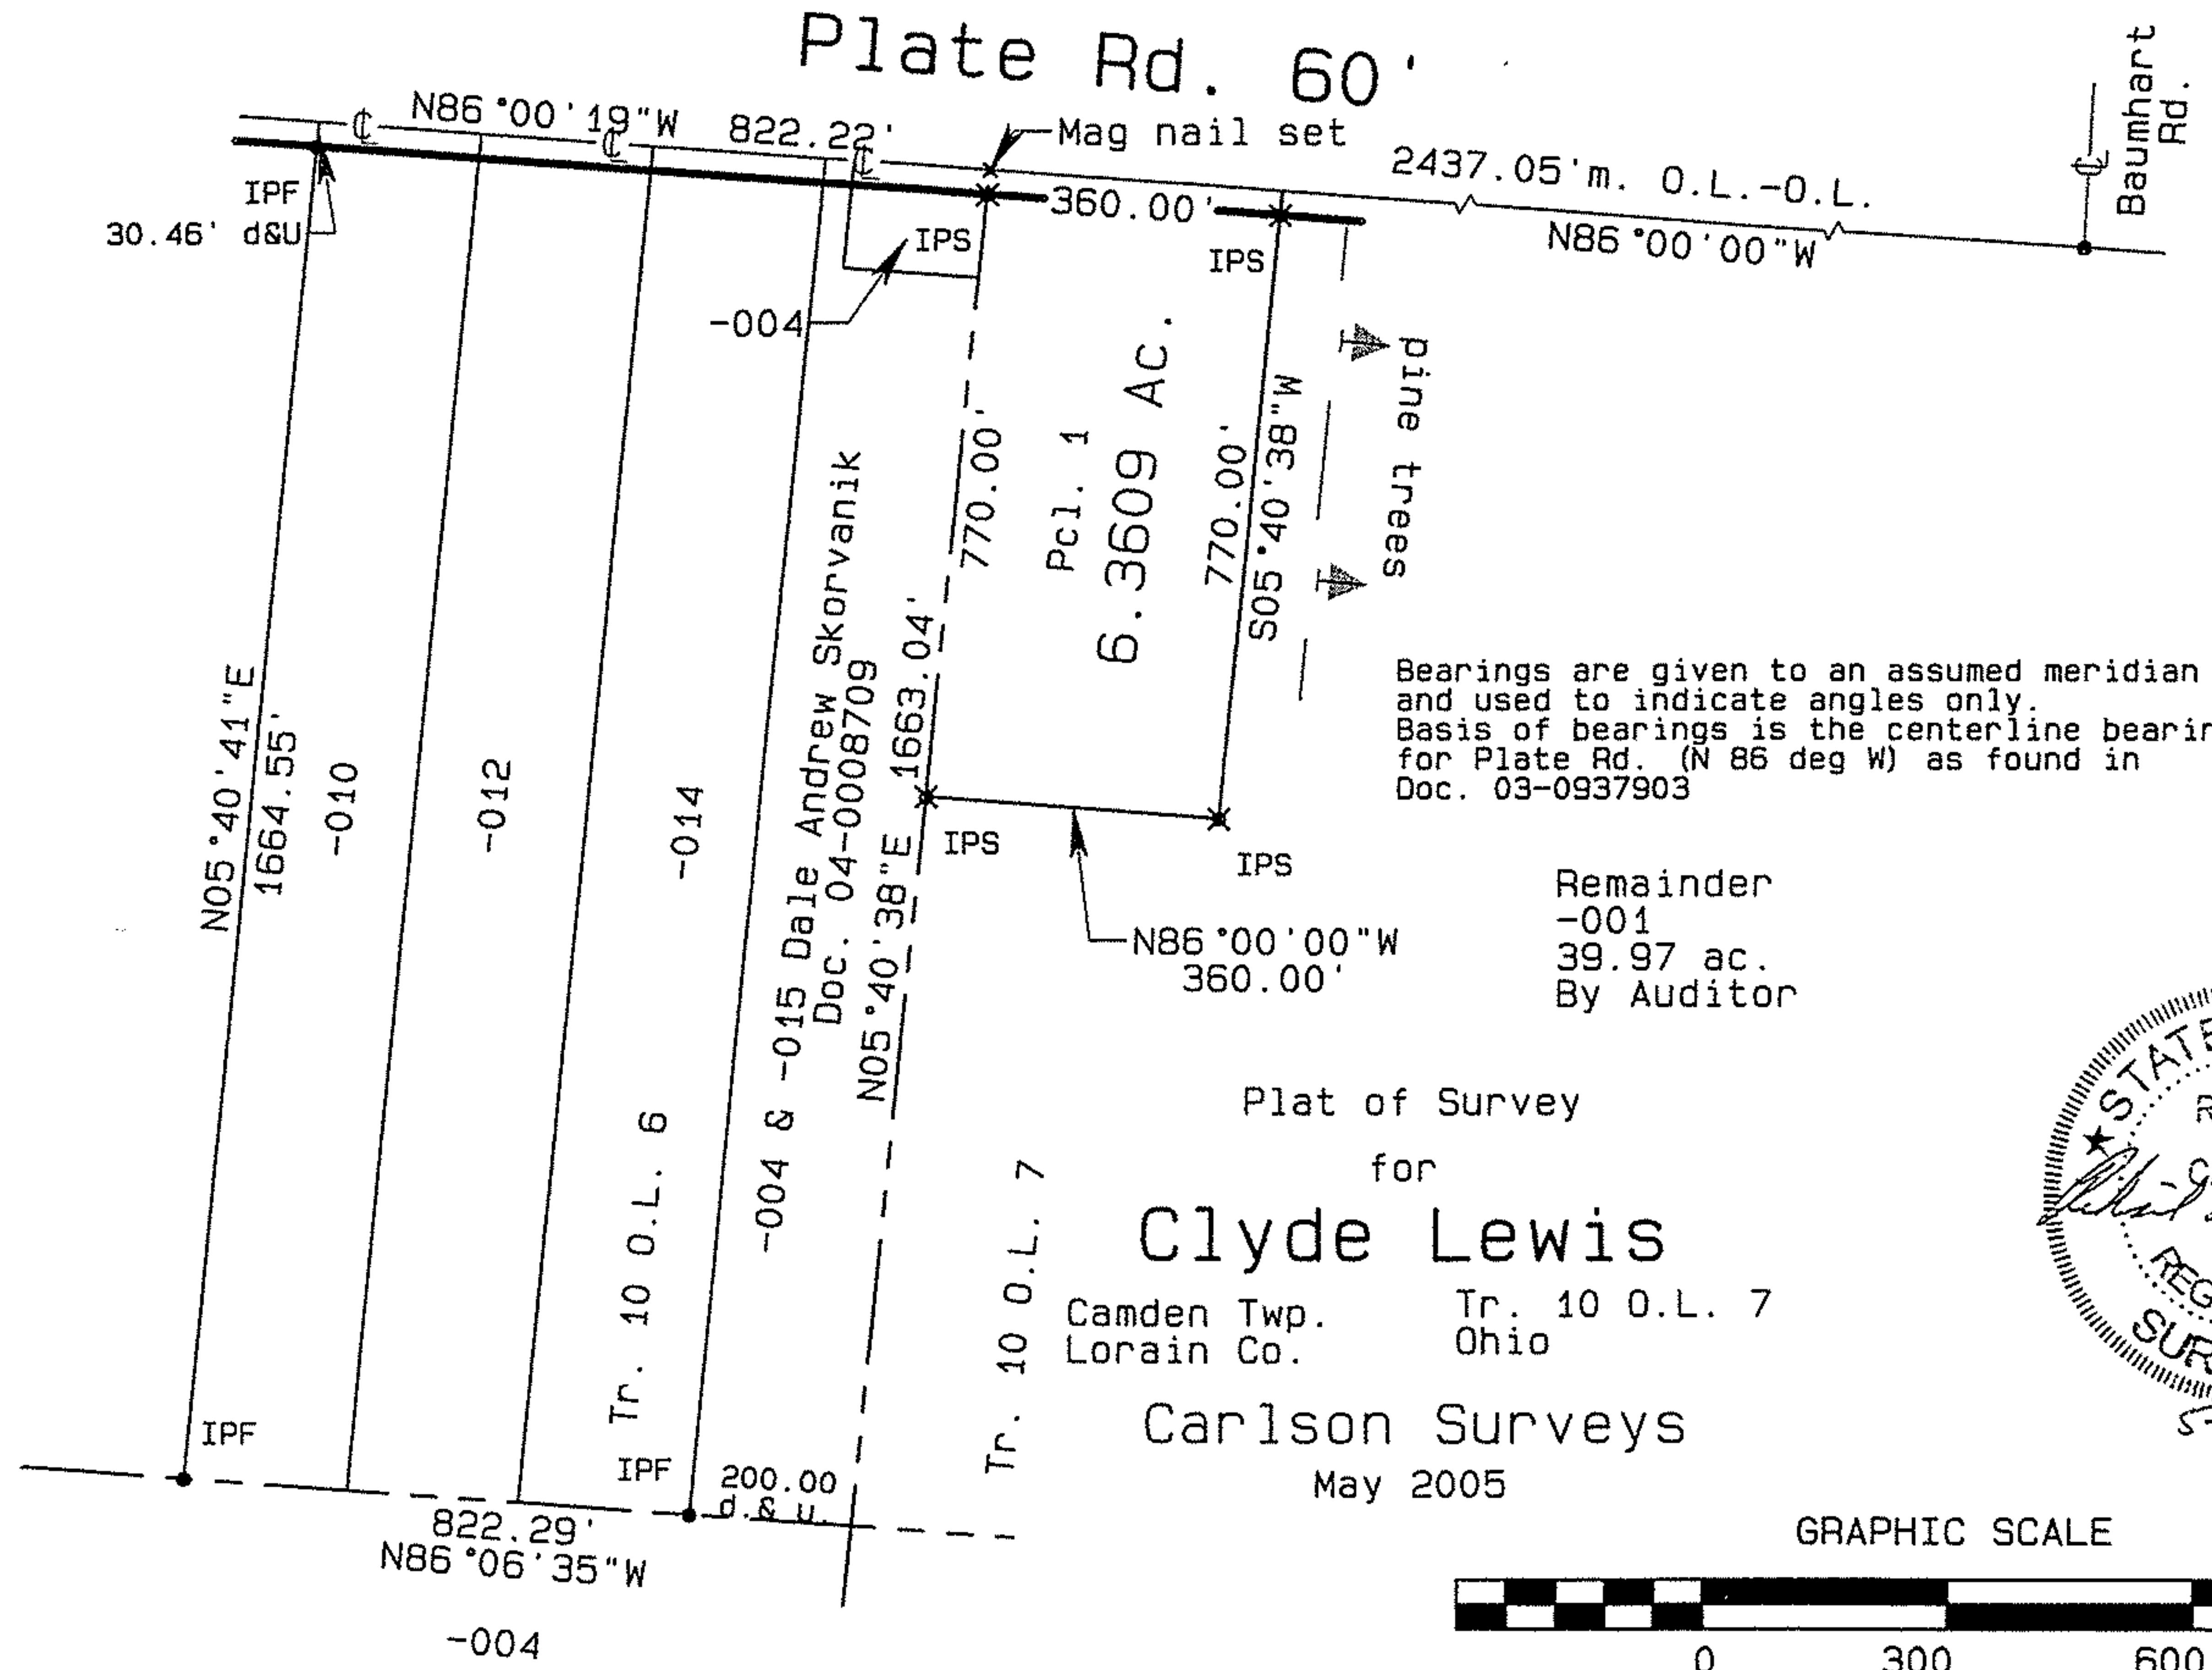 Plate Rd. 60'
Baumhart
Rd.
N86°00'19"W
822.22'
Mag nail set
2437.05'm. O.L.-O.L.
N86°00'00"W
360.00'
IPF
30.46' d&U
IPS
IPS
-004
pine trees
Pcl. 1
6.3609 Ac.
770.00'
770.00'
S05°40'38"W
N05°40'41"E
1664.55'
-010
-012
-014
-004 & -015 Dale Andrew Skorvanik
Doc. 04-0008709
N05°40'38"E 1663.04'
Bearings are given to an assumed meridian
and used to indicate angles only.
Basis of bearings is the centerline
for Plate Rd. (N 86 deg W) as found in
Doc. 03-0937903
IPS
IPS
N86°00'00"W
360.00'
Remainder
-001
39.97 ac.
By Auditor
Plat of Survey
for
Clyde Lewis
Camden Twp.
Tr. 10 O.L. 7
Lorain Co.
Ohio
Carlson Surveys
May 2005
Tr. 10 O.L. 6
Tr. 10 O.L. 7
IPF
IPF
200.00
d.& U.
822.29'
N86°06'35"W
-004
STATE
GRAPHIC SCALE
0 300 600